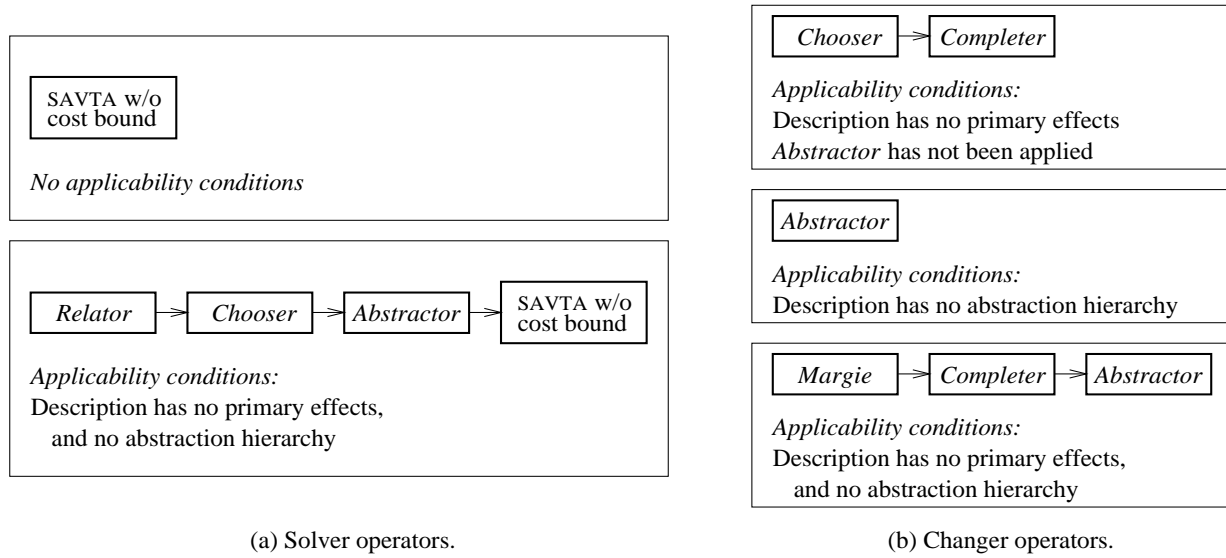 SAVTA w/o
cost bound
No applicability conditions
Relator
Chooser
Abstractor
SAVTA w/o
cost bound
Applicability conditions:
Description has no primary effects,
and no abstraction hierarchy
(a) Solver operators.
Chooser
Completer
Applicability conditions:
Description has no primary effects
Abstractor has not been applied
Abstractor
Applicability conditions:
Description has no abstraction hierarchy
Margie
Completer
Abstractor
Applicability conditions:
Description has no primary effects,
and no abstraction hierarchy
(b) Changer operators.